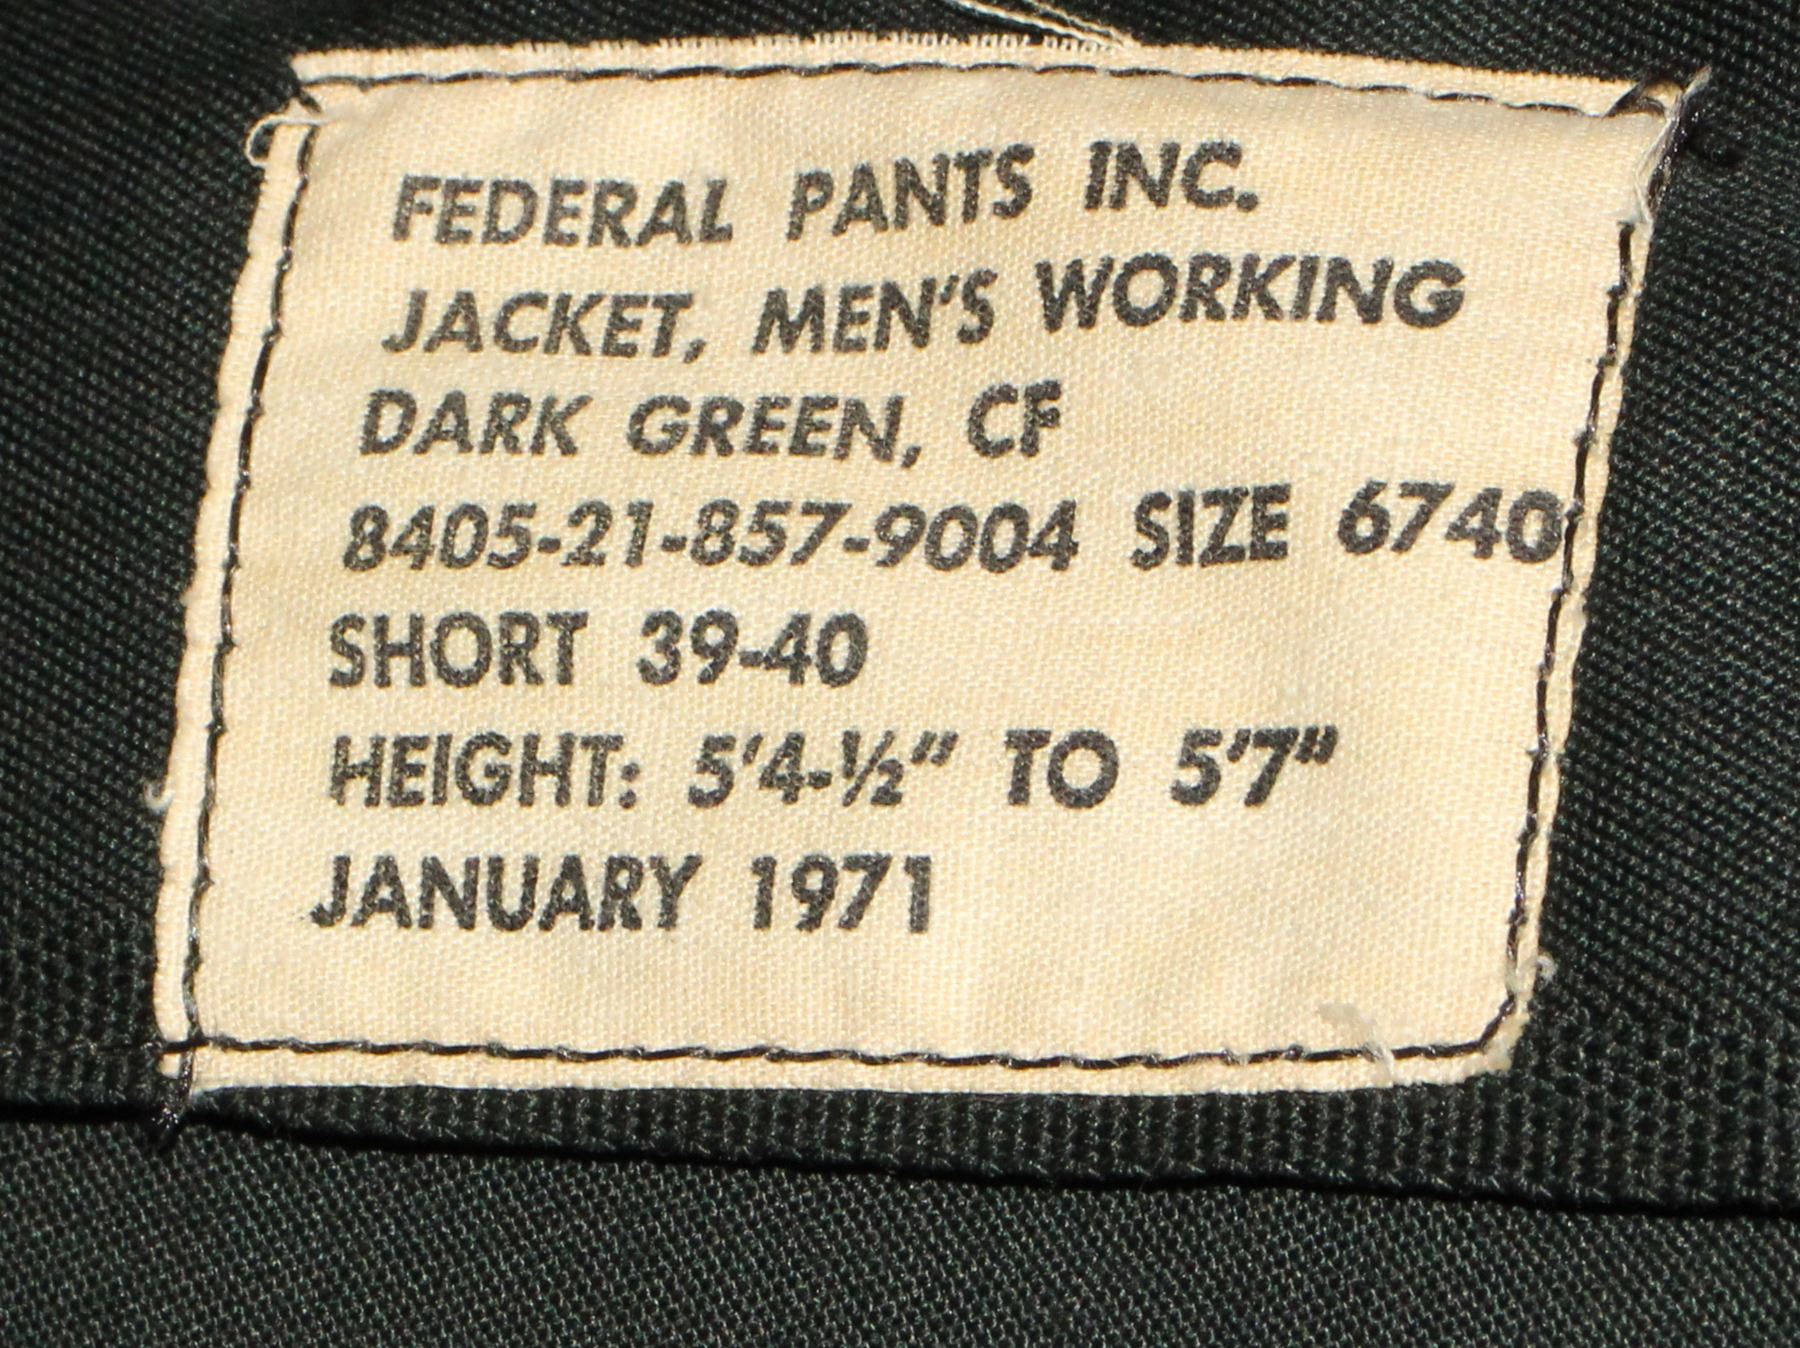 FEDERAL PANTS INC.
JACKET, MEN'S WORKING
DARK GREEN, CF
8405-21-857-9004 SIZE 6740
SHORT 39-40
HEIGHT: 5'4-½" TO 5'7"
JANUARY 1971